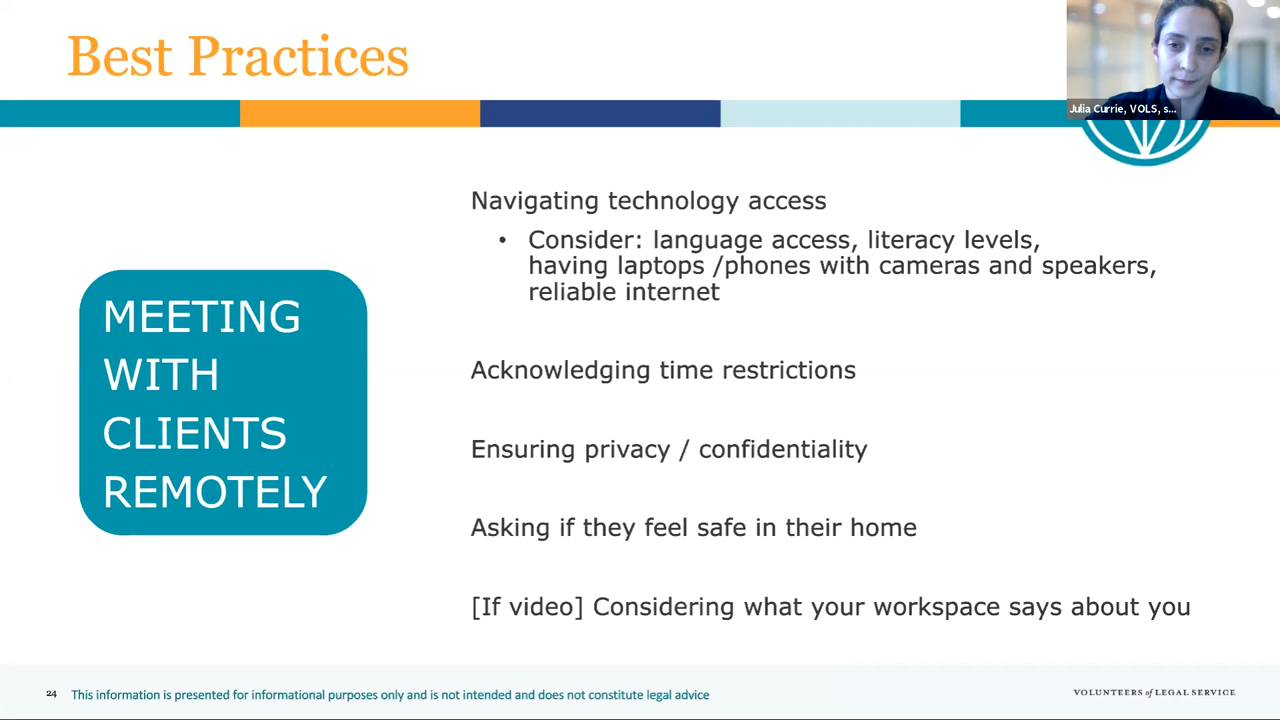 Best Practices
Julia Currie, VOLS, s...
Navigating technology access
• Consider: language access, literacy levels,
having laptops /phones with cameras and speakers,
reliable internet
MEETING
WITH
CLIENTS
REMOTELY
Acknowledging time restrictions
Ensuring privacy / confidentiality
Asking if they feel safe in their home
[If video] Considering what your workspace says about you
24 This information is presented for informational purposes only and is not intended and does not constitute legal advice
VOLUNTEERS of LEGAL SERVICE